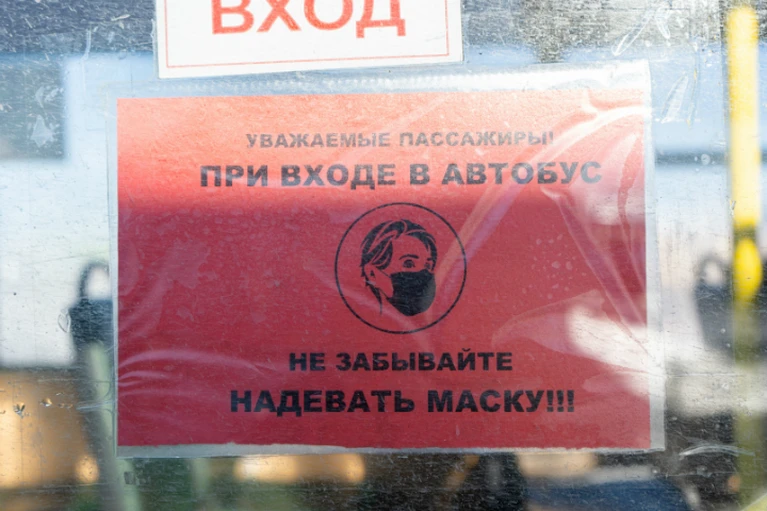 ВХОД
УВАЖАЕМЫЕ ПАССАЖИРЫ!
ПРИ ВХОДЕ В АВТОБУС
НЕ ЗАБЫВАЙТЕ
НАДЕВАТЬ МАСКУ!!!